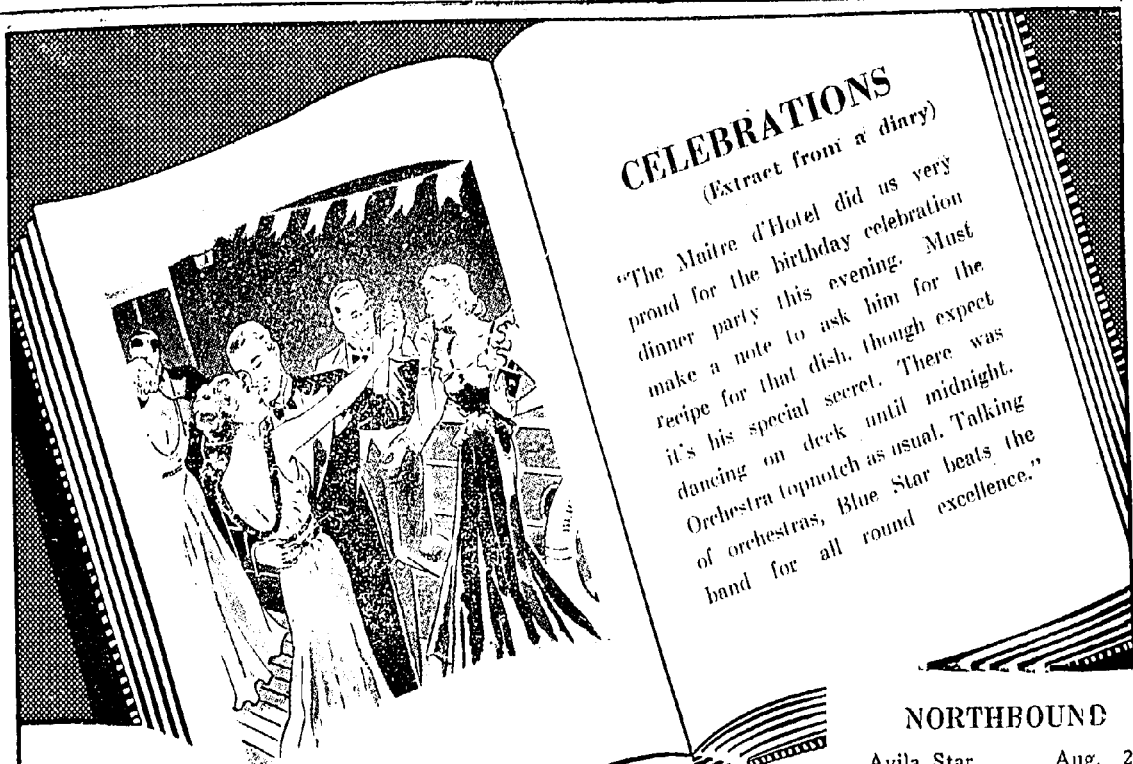 CELEBRATIONS
(Extract from a diary)
"The Maitre d'Hotel did us very
proud for the birthday celebration
dinner party this evening. Must
make a note to ask him for the
recipe for that dish, though expect
it's his special secret. There was
dancing on deck until midnight.
Orchestra topnotch as usual. Talking
of orchestras, Blue Star beats the
band for all round excellence."
NORTHBOUND
Avila Star Aug. 2